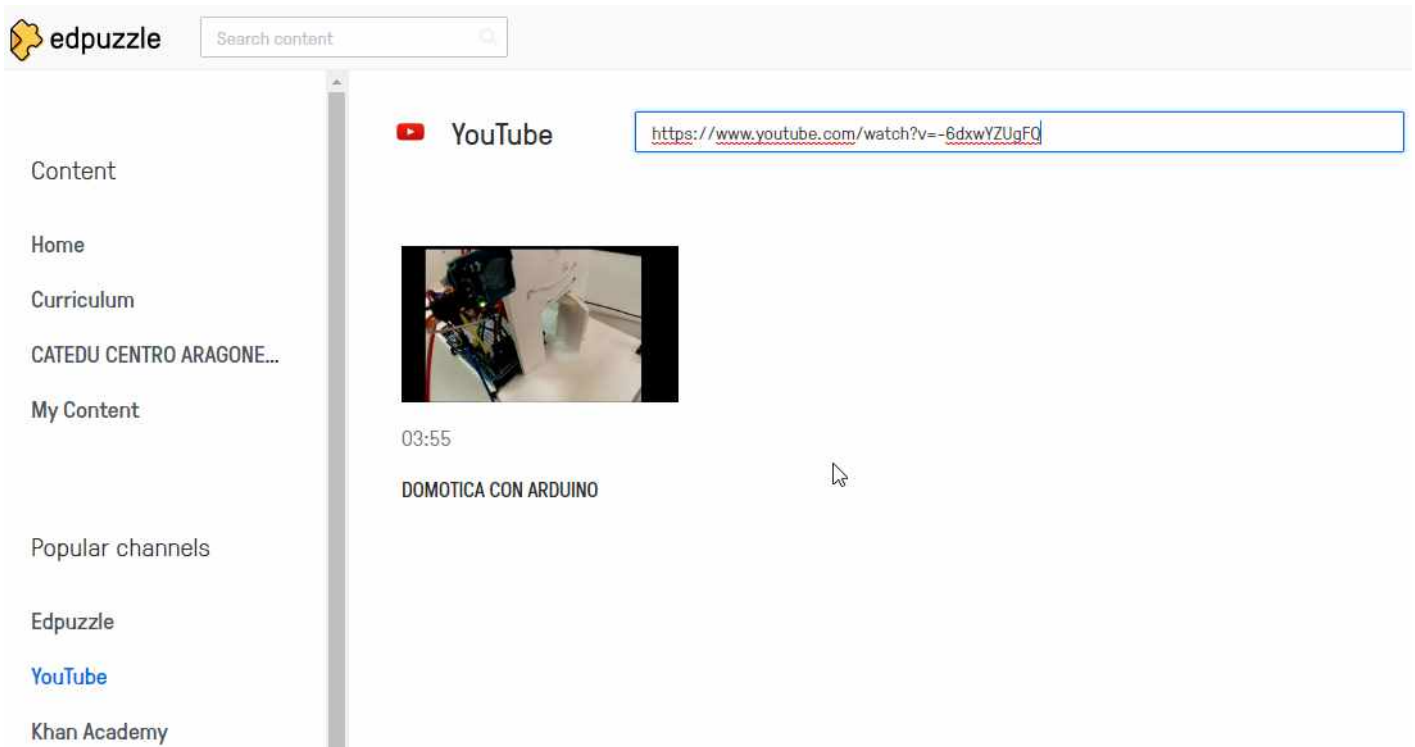 edpuzzle
Search content
YouTube
https://www.youtube.com/watch?v=-6dxwYZUgFQ
Content
Home
Curriculum
CATEDU CENTRO ARAGONE...
My Content
03:55
DOMOTICA CON ARDUINO
Popular channels
Edpuzzle
YouTube
Khan Academy